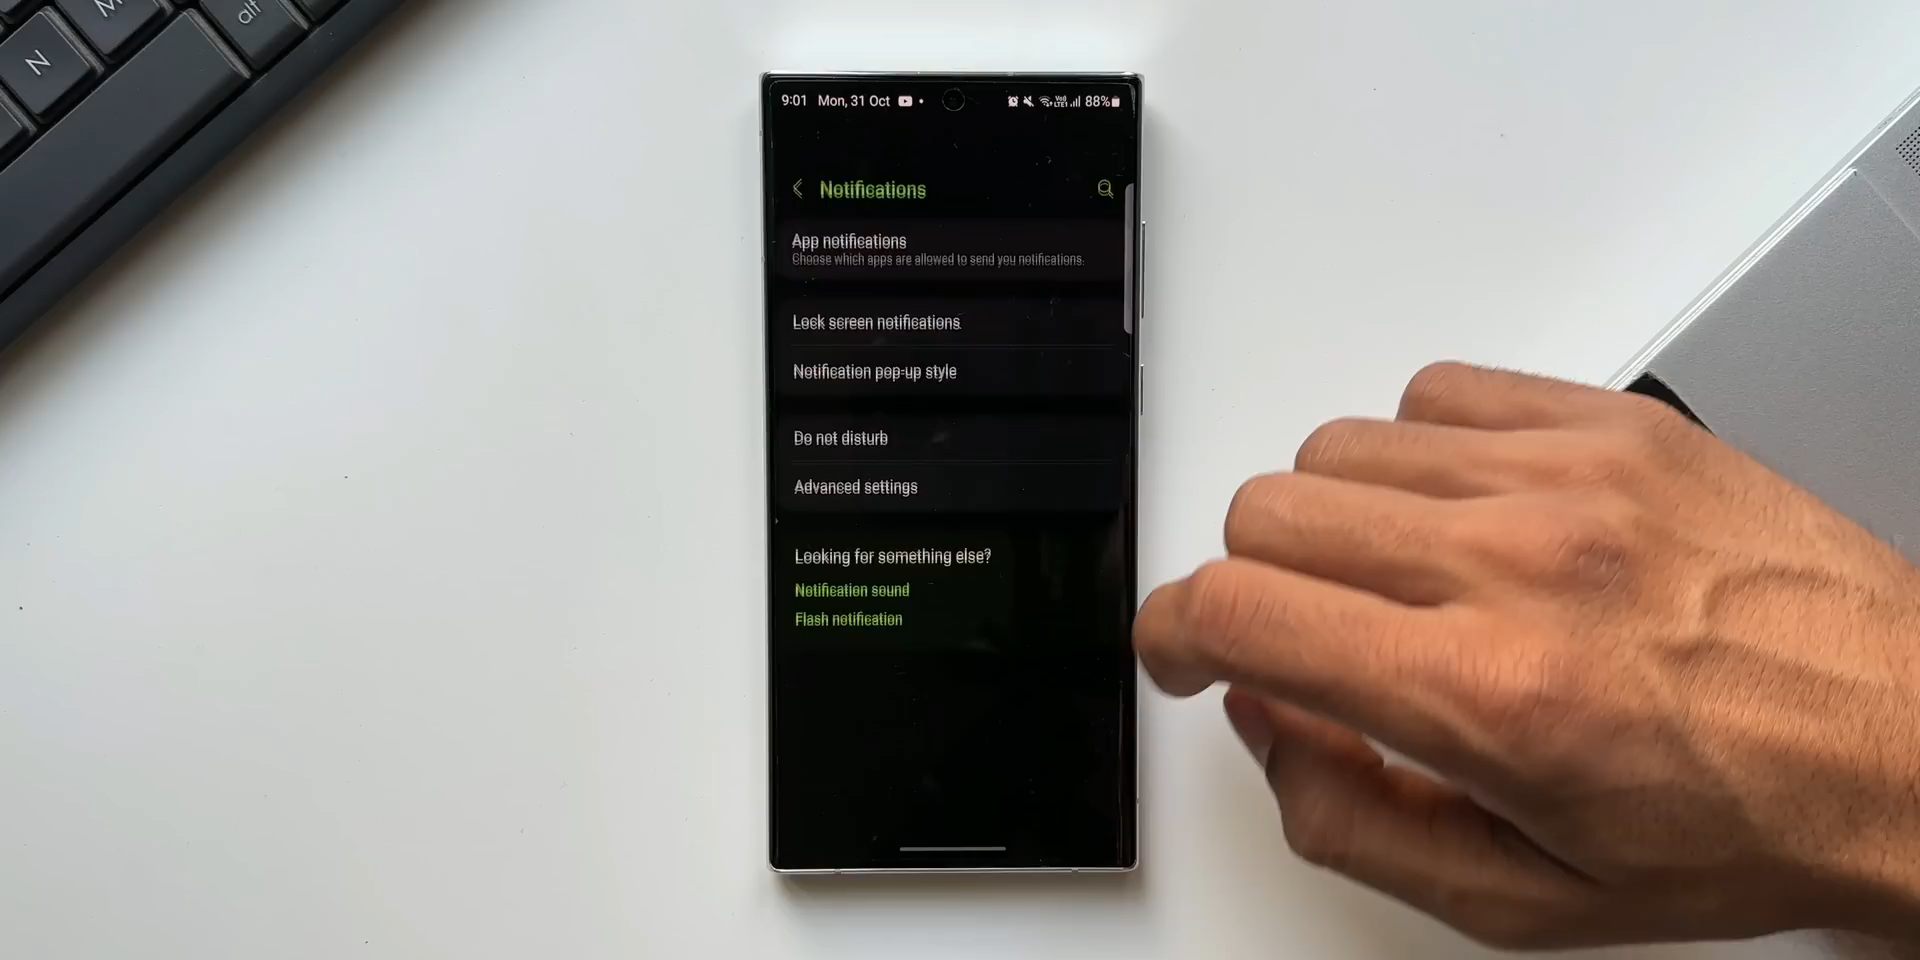 N
M
alt
9:01 Mon, 31 Oct
Vo)) LTE1 88%
Notifications
App notifications
Choose which apps are allowed to send you notifications.
Lock screen notifications
Notification pop-up style
Do not disturb
Advanced settings
Looking for something else?
Notification sound
Flash notification